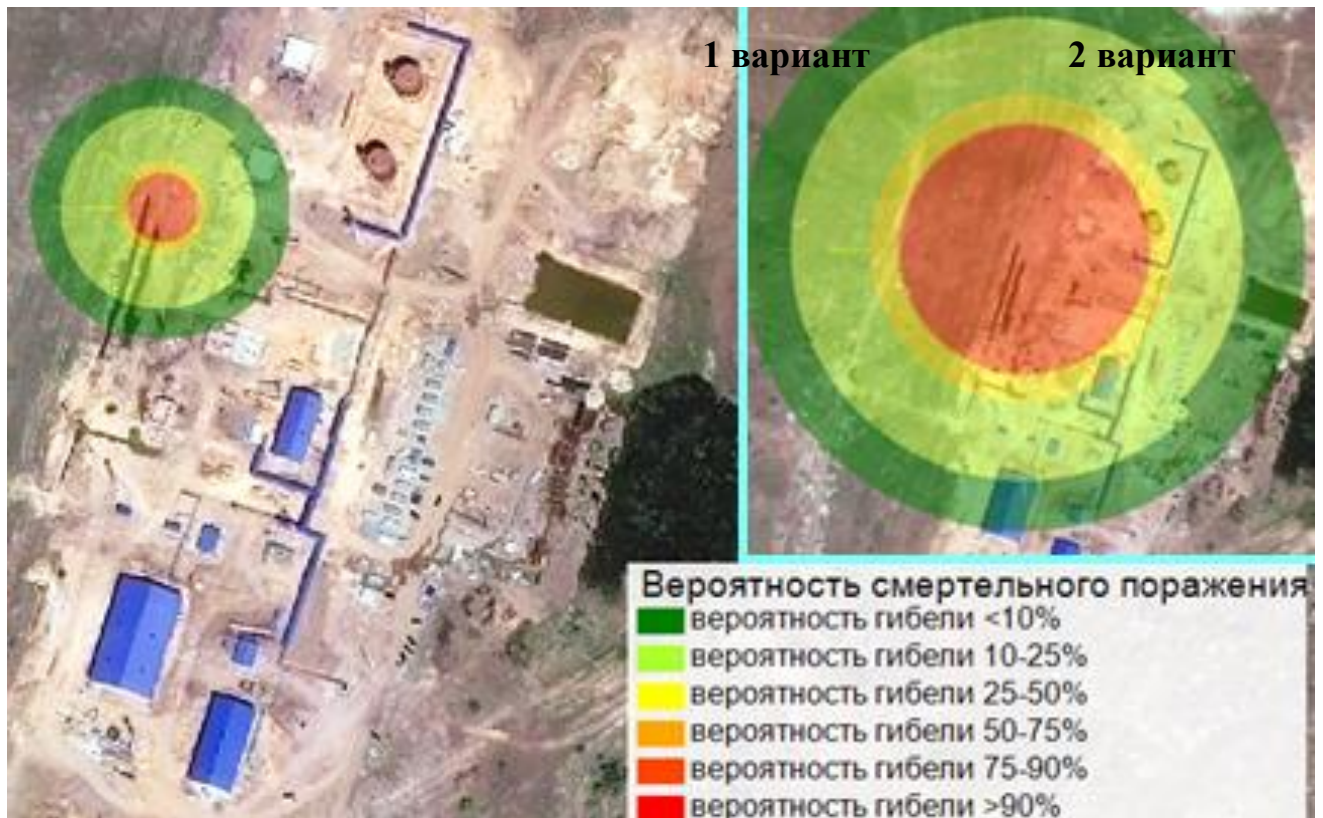 1 вариант 2 вариант
Вероятность смертельного поражения
вероятность гибели <10%
вероятность гибели 10-25%
вероятность гибели 25-50%
вероятность гибели 50-75%
вероятность гибели 75-90%
вероятность гибели >90%